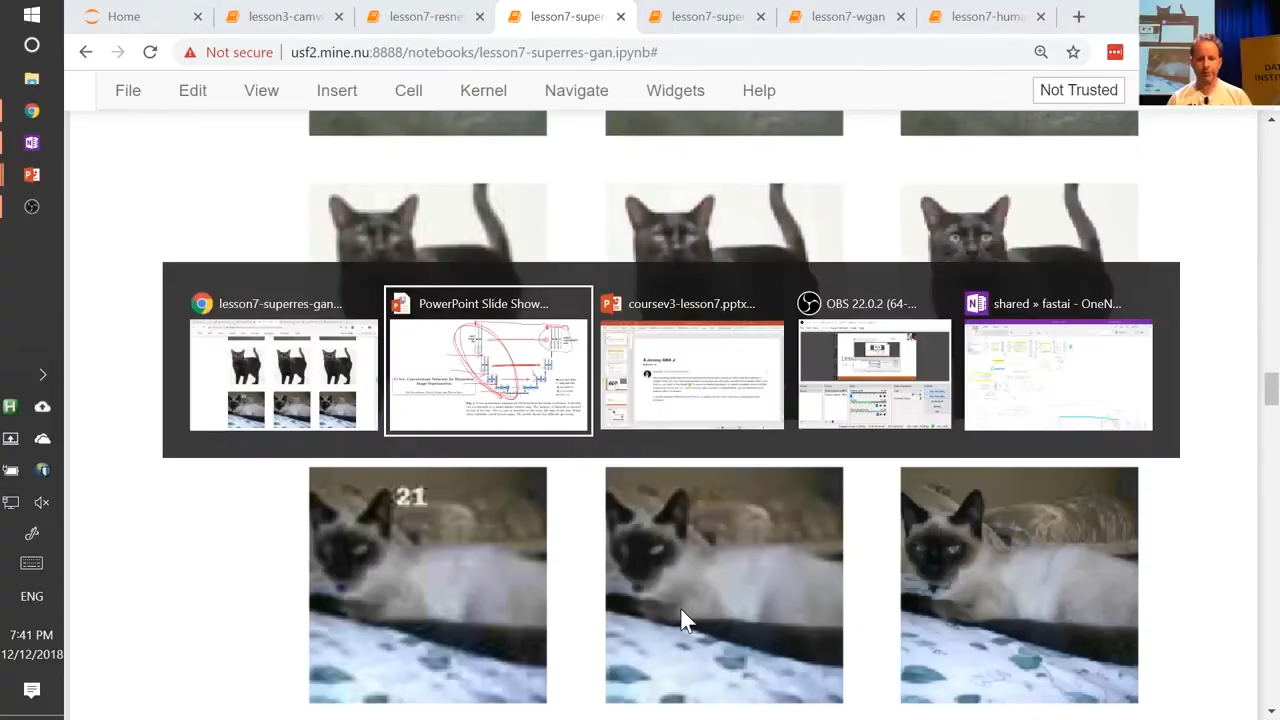 Home
lesson3-camvi
lesson7-resne
lesson7-super
lesson7-supe
lesson7-wgan
lesson7-huma
Not secure
usf2.mine.nu:8888/notebooks/lesson7-superres-gan.ipynb#
File Edit View Insert Cell Kernel Navigate Widgets Help
Not Trusted
lesson7-superres-gan...
PowerPoint Slide Show...
coursev3-lesson7.pptx...
OBS 22.0.2 (64-...
shared » fastai - OneN...
21
ENG
7:41 PM
12/12/2018